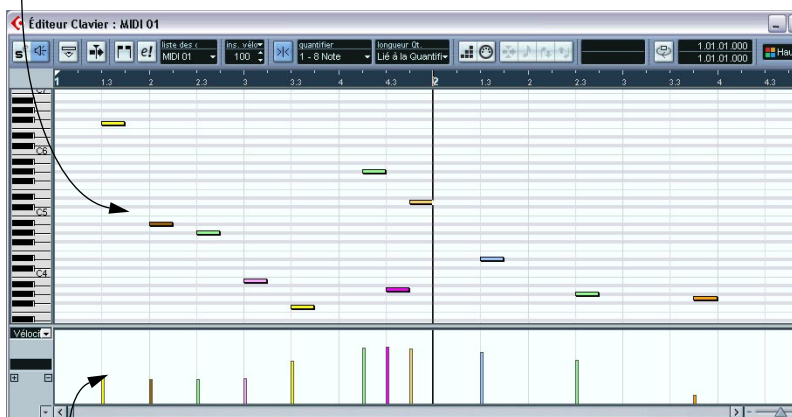 Éditeur Clavier : MIDI 01
liste des ( ins. vélo quantifier longueur Qt.
MIDI 01 100 1 - 8 Note Lié à la Quantifi 1.01.01.000
1.01.01.000 Hau
1 1.3 2 2.3 3 3.3 4 4.3 2 1.3 2 2.3 3 3.3 4 4.3
C7
C6
C5
C4
Véloci